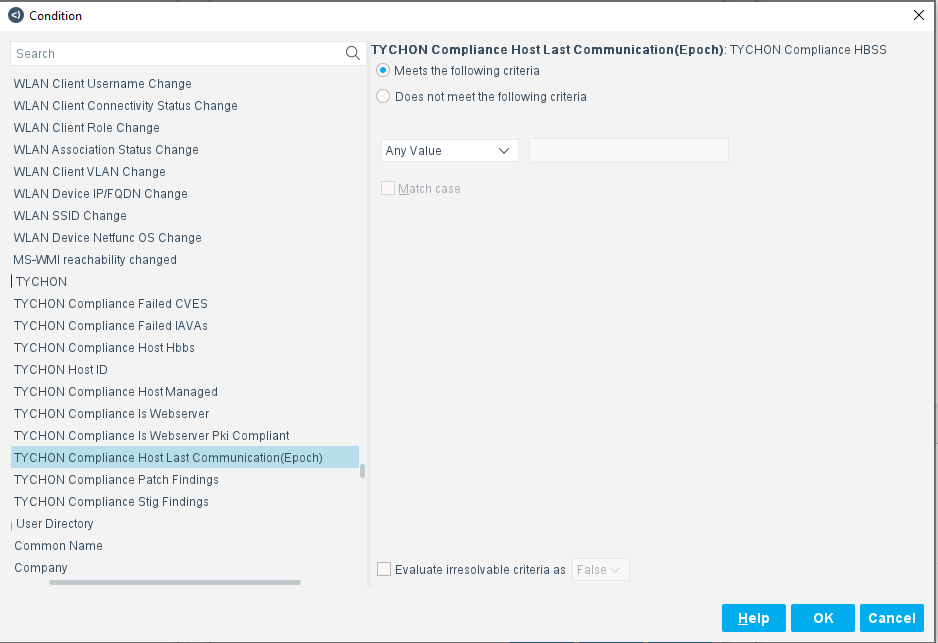 Condition
Search
WLAN Client Username Change
WLAN Client Connectivity Status Change
WLAN Client Role Change
WLAN Association Status Change
WLAN Client VLAN Change
WLAN Device IP/FQDN Change
WLAN SSID Change
WLAN Device Netfunc OS Change
MS-WMI reachability changed
TYCHON
TYCHON Compliance Failed CVES
TYCHON Compliance Failed IAVAs
TYCHON Compliance Host Hbbs
TYCHON Host ID
TYCHON Compliance Host Managed
TYCHON Compliance Is Webserver
TYCHON Compliance Is Webserver Pki Compliant
TYCHON Compliance Host Last Communication(Epoch)
TYCHON Compliance Patch Findings
TYCHON Compliance Stig Findings
User Directory
Common Name
Company
TYCHON Compliance Host Last Communication(Epoch): TYCHON Compliance HBSS
Meets the following criteria
Does not meet the following criteria
Any Value
Match case
Evaluate irresolvable criteria as False
Help OK Cancel